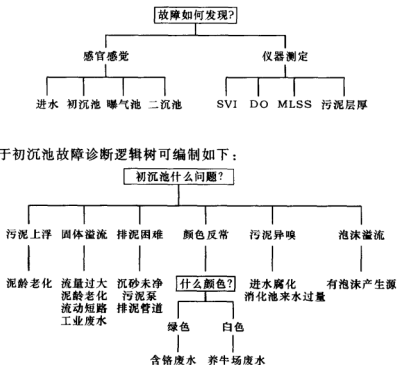 故障如何发现?
感官感觉 仪器测定
进水 初沉池 曝气池 二沉池 SVI DO MLSS 污泥层厚
于初沉池故障诊断逻辑树可编制如下：
初沉池什么问题?
污泥上浮 固体溢流 排泥困难 颜色反常 污泥异嗅 泡沫溢流
泥龄老化 流量过大 沉砂未净 什么颜色? 进水腐化 有泡沫产生源
泥龄老化 污泥泵 消化池来水过量
流动短路 排泥管道
工业废水 绿色 白色
含铬废水 养牛场废水